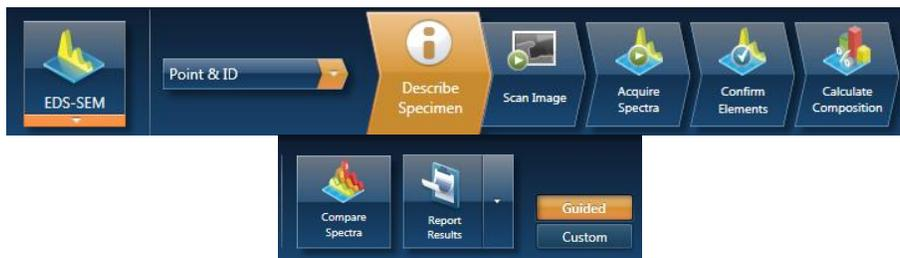 EDS-SEM
Point & ID
Describe
Specimen
Scan Image
Acquire
Spectra
Confirm
Elements
Calculate
Composition
Compare
Spectra
Report
Results
Guided
Custom